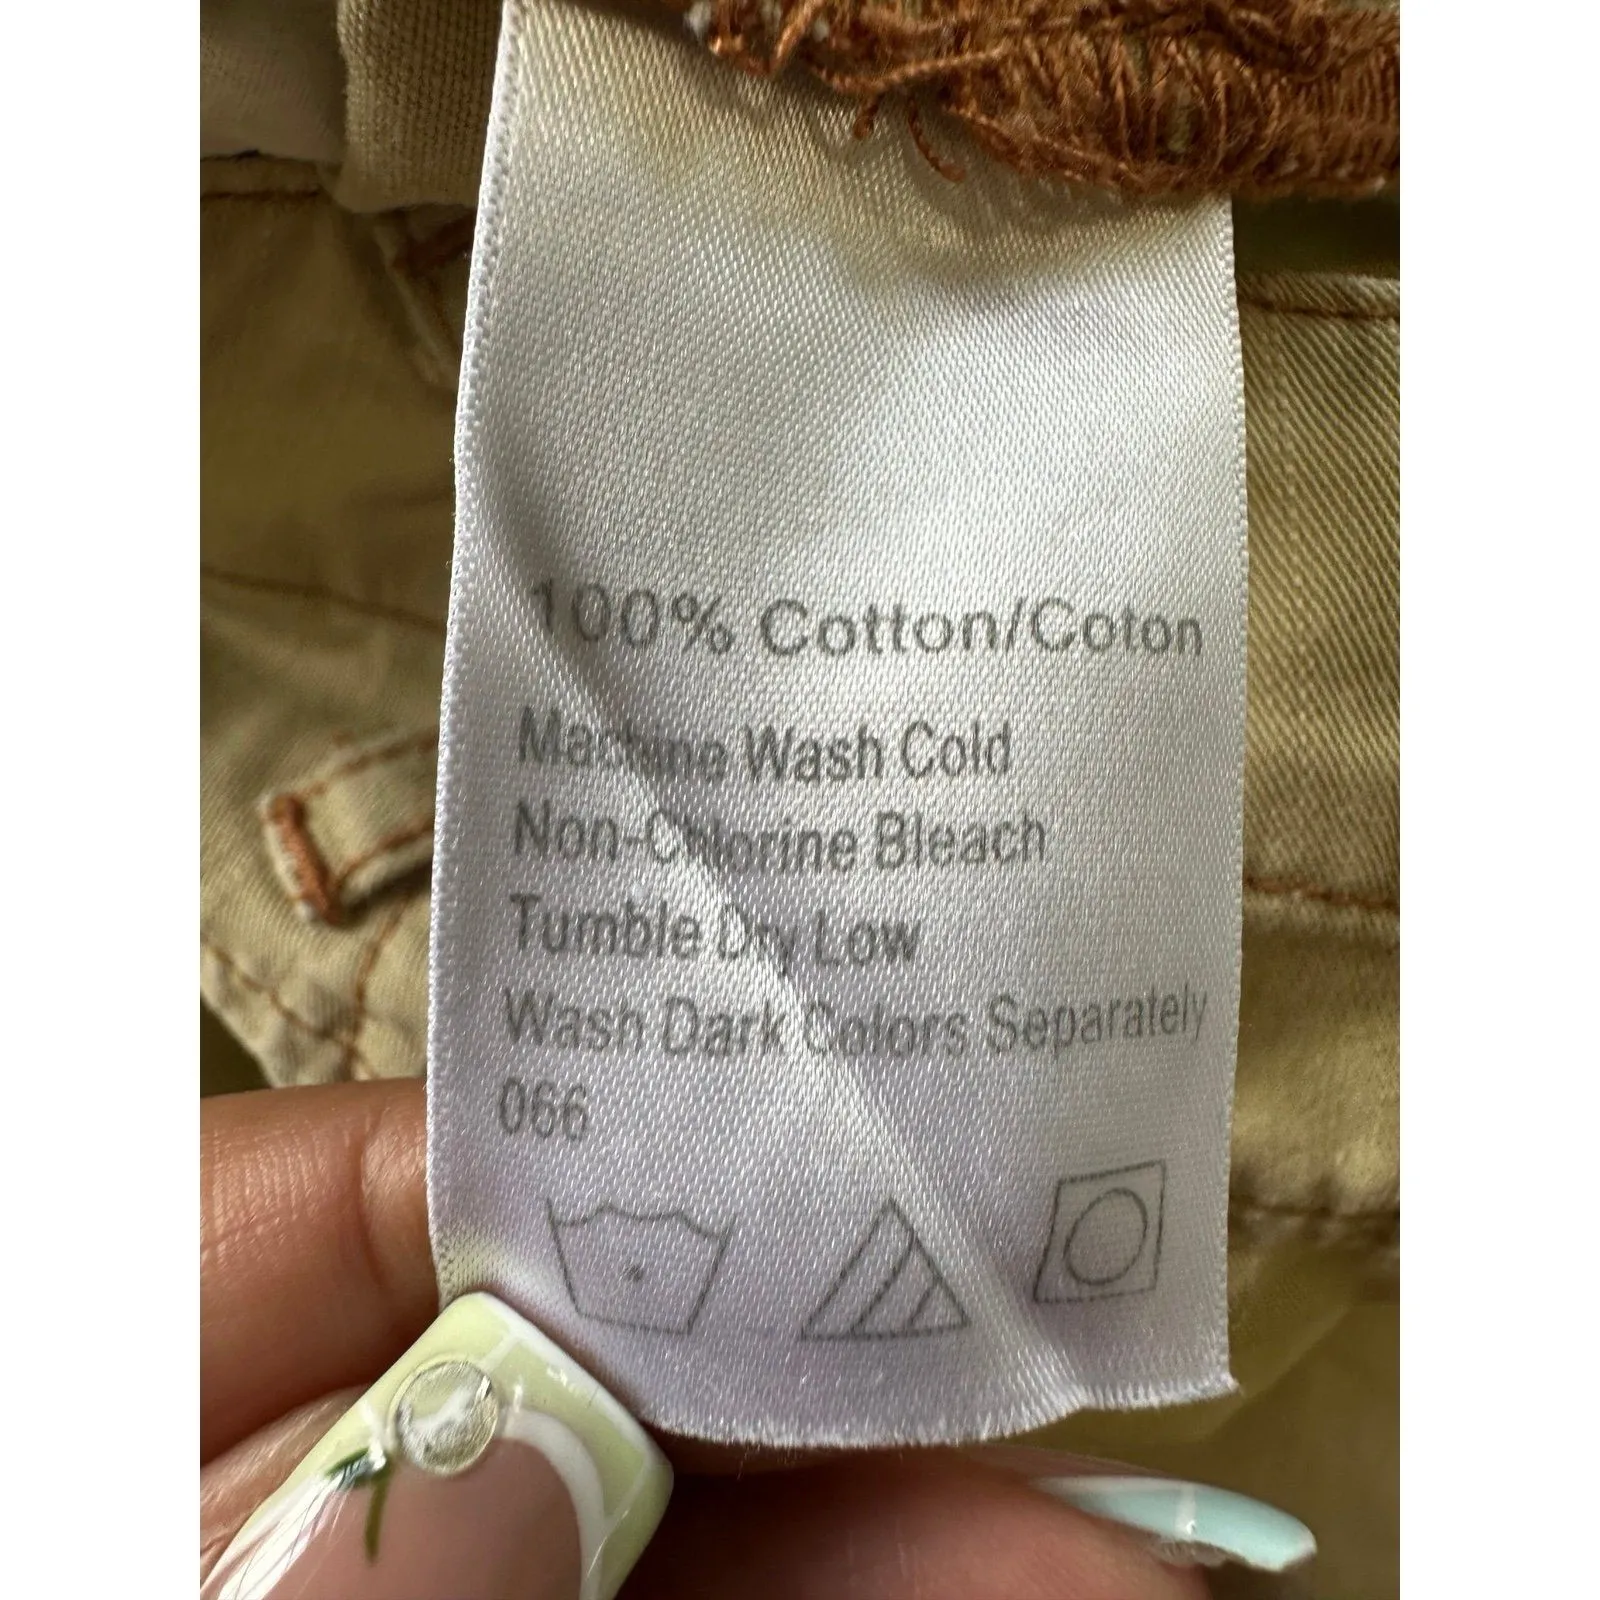 100% Cotton/Coton
Machine Wash Cold
Non-Chlorine Bleach
Tumble Dry Low
Wash Dark Colors Separately
066